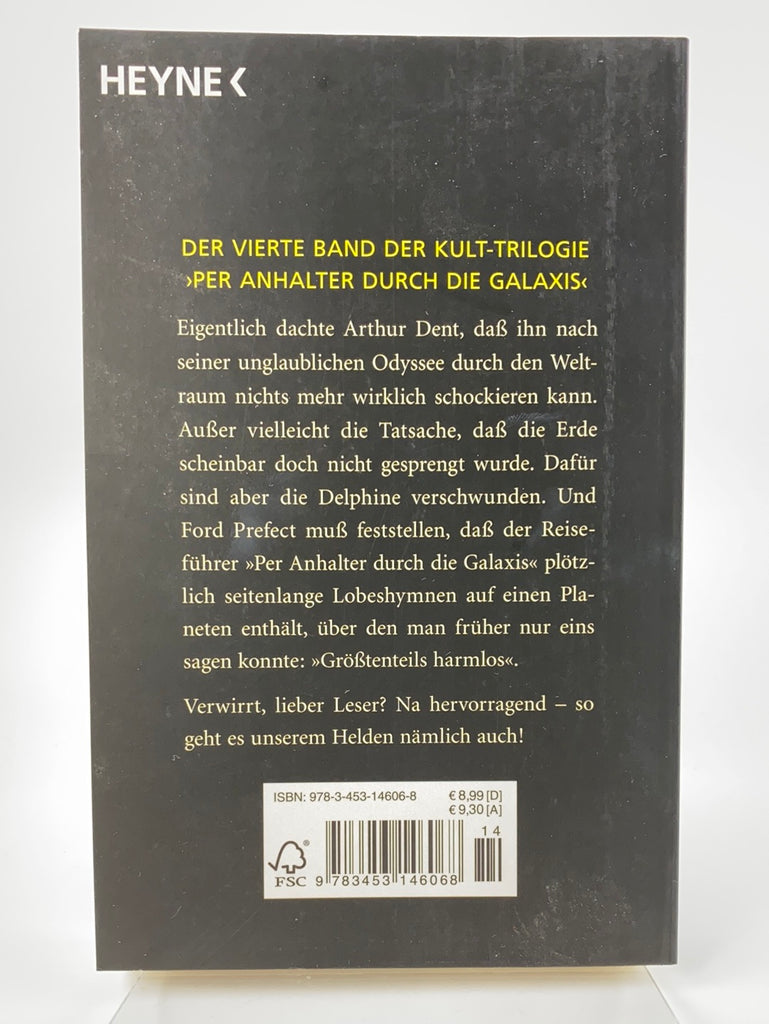 HEYNE‹
DER VIERTE BAND DER KULT-TRILOGIE
›PER ANHALTER DURCH DIE GALAXIS‹
Eigentlich dachte Arthur Dent, daß ihn nach
seiner unglaublichen Odyssee durch den Welt-
raum nichts mehr wirklich schockieren kann.
Außer vielleicht die Tatsache, daß die Erde
scheinbar doch nicht gesprengt wurde. Dafür
sind aber die Delphine verschwunden. Und
Ford Prefect muß feststellen, daß der Reise-
führer »Per Anhalter durch die Galaxis« plötz-
lich seitenlange Lobeshymnen auf einen Pla-
neten enthält, über den man früher nur eins
sagen konnte: »Größtenteils harmlos«.
Verwirrt, lieber Leser? Na hervorragend – so
geht es unserem Helden nämlich auch!
ISBN: 978-3-453-14606-8
€ 8,99 [D]
€ 9,30 [A]
1 4
®
FSC
9 783453 146068